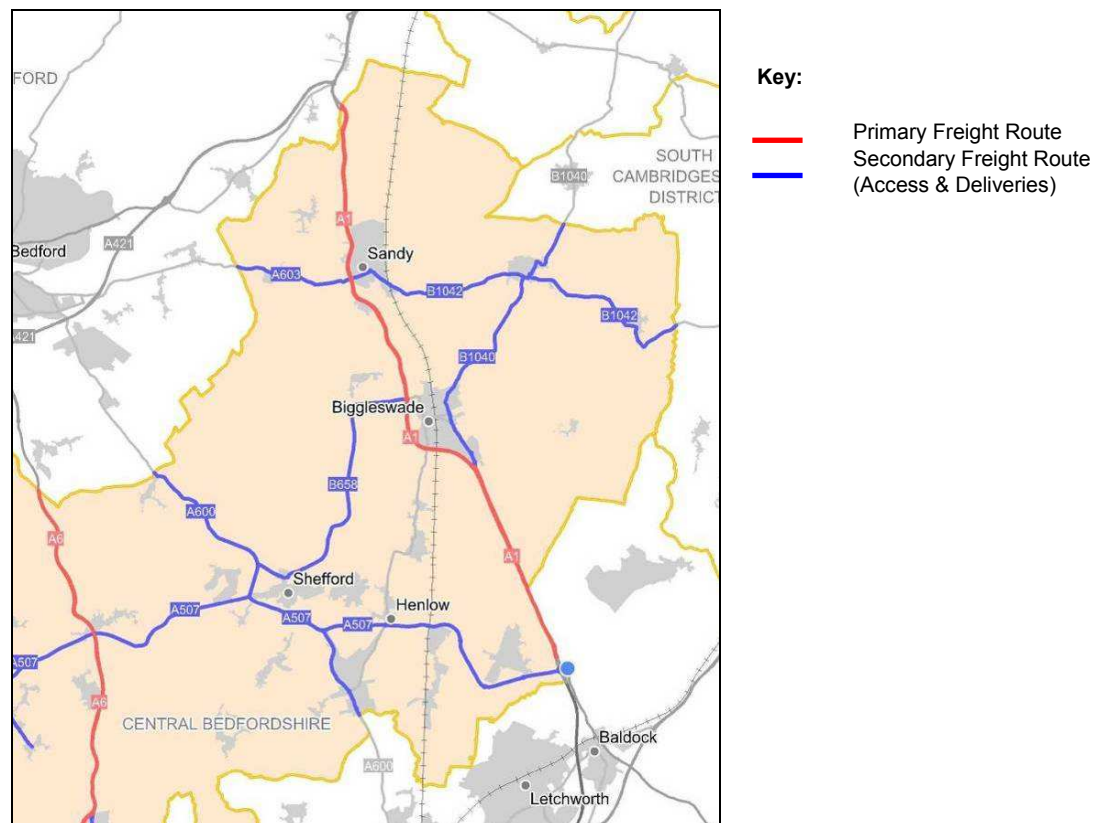 FORD
SOUTH
CAMBRIDGES
DISTRICT
B1040
A1
A421
Bedford
Sandy
A603
B1042
B1042
A421
B1040
Biggleswade
A1
B658
A600
A6
A1
Shefford
Henlow
A507
A507
A507
A507
A6
CENTRAL BEDFORDSHIRE
Baldock
A600
Letchworth
Key:
Primary Freight Route
Secondary Freight Route
(Access & Deliveries)